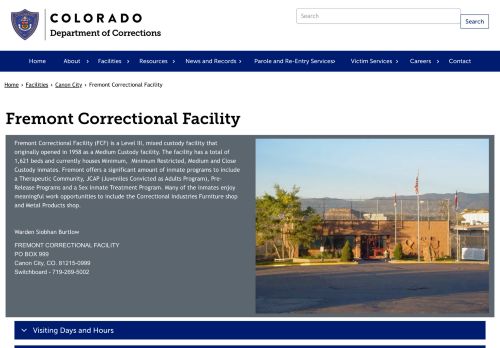 COLORADO
Department of Corrections
Search
Search
Home About Facilities Resources News and Records Parole and Re-Entry Services Victim Services Careers Contact
Home › Facilities › Canon City › Fremont Correctional Facility
Fremont Correctional Facility
Fremont Correctional Facility (FCF) is a Level III, mixed custody facility that
originally opened in 1958 as a Medium Custody facility. The facility has a total of
1,621 beds and currently houses Minimum, Minimum Restricted, Medium and Close
Custody inmates. Fremont offers a significant amount of inmate programs to include
a Therapeutic Community, JCAP (Juveniles Convicted as Adults Program), Pre-
Release Programs and a Sex Inmate Treatment Program. Many of the inmates enjoy
meaningful work opportunities to include the Correctional Industries Furniture shop
and Metal Products shop.
Warden Siobhan Burtlow
FREMONT CORRECTIONAL FACILITY
PO BOX 999
Canon City, CO. 81215-0999
Switchboard - 719-269-5002
Visiting Days and Hours